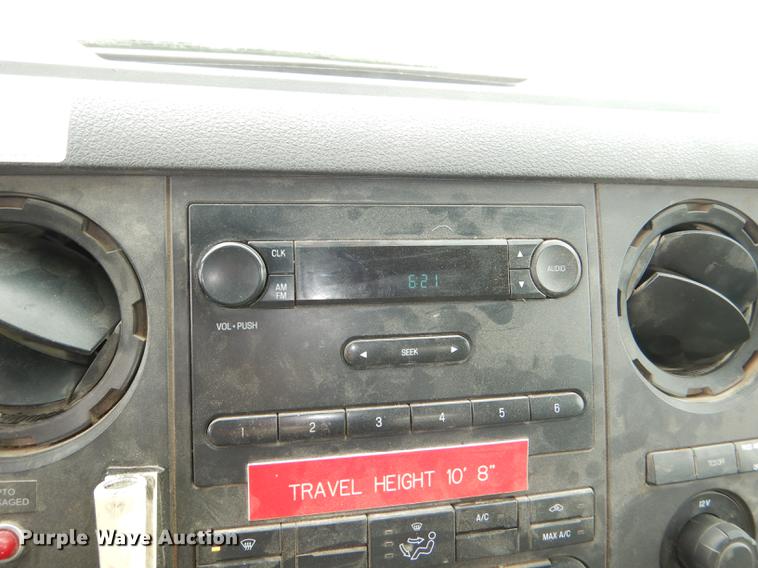 CLK
AM
FM
6:21
▲
▼
AUDIO
VOL • PUSH
◄ SEEK ►
1 2 3 4 5 6
TRAVEL HEIGHT 10' 8"
PTO
A/C
MAX A/C
12V
Purple Wave Auction